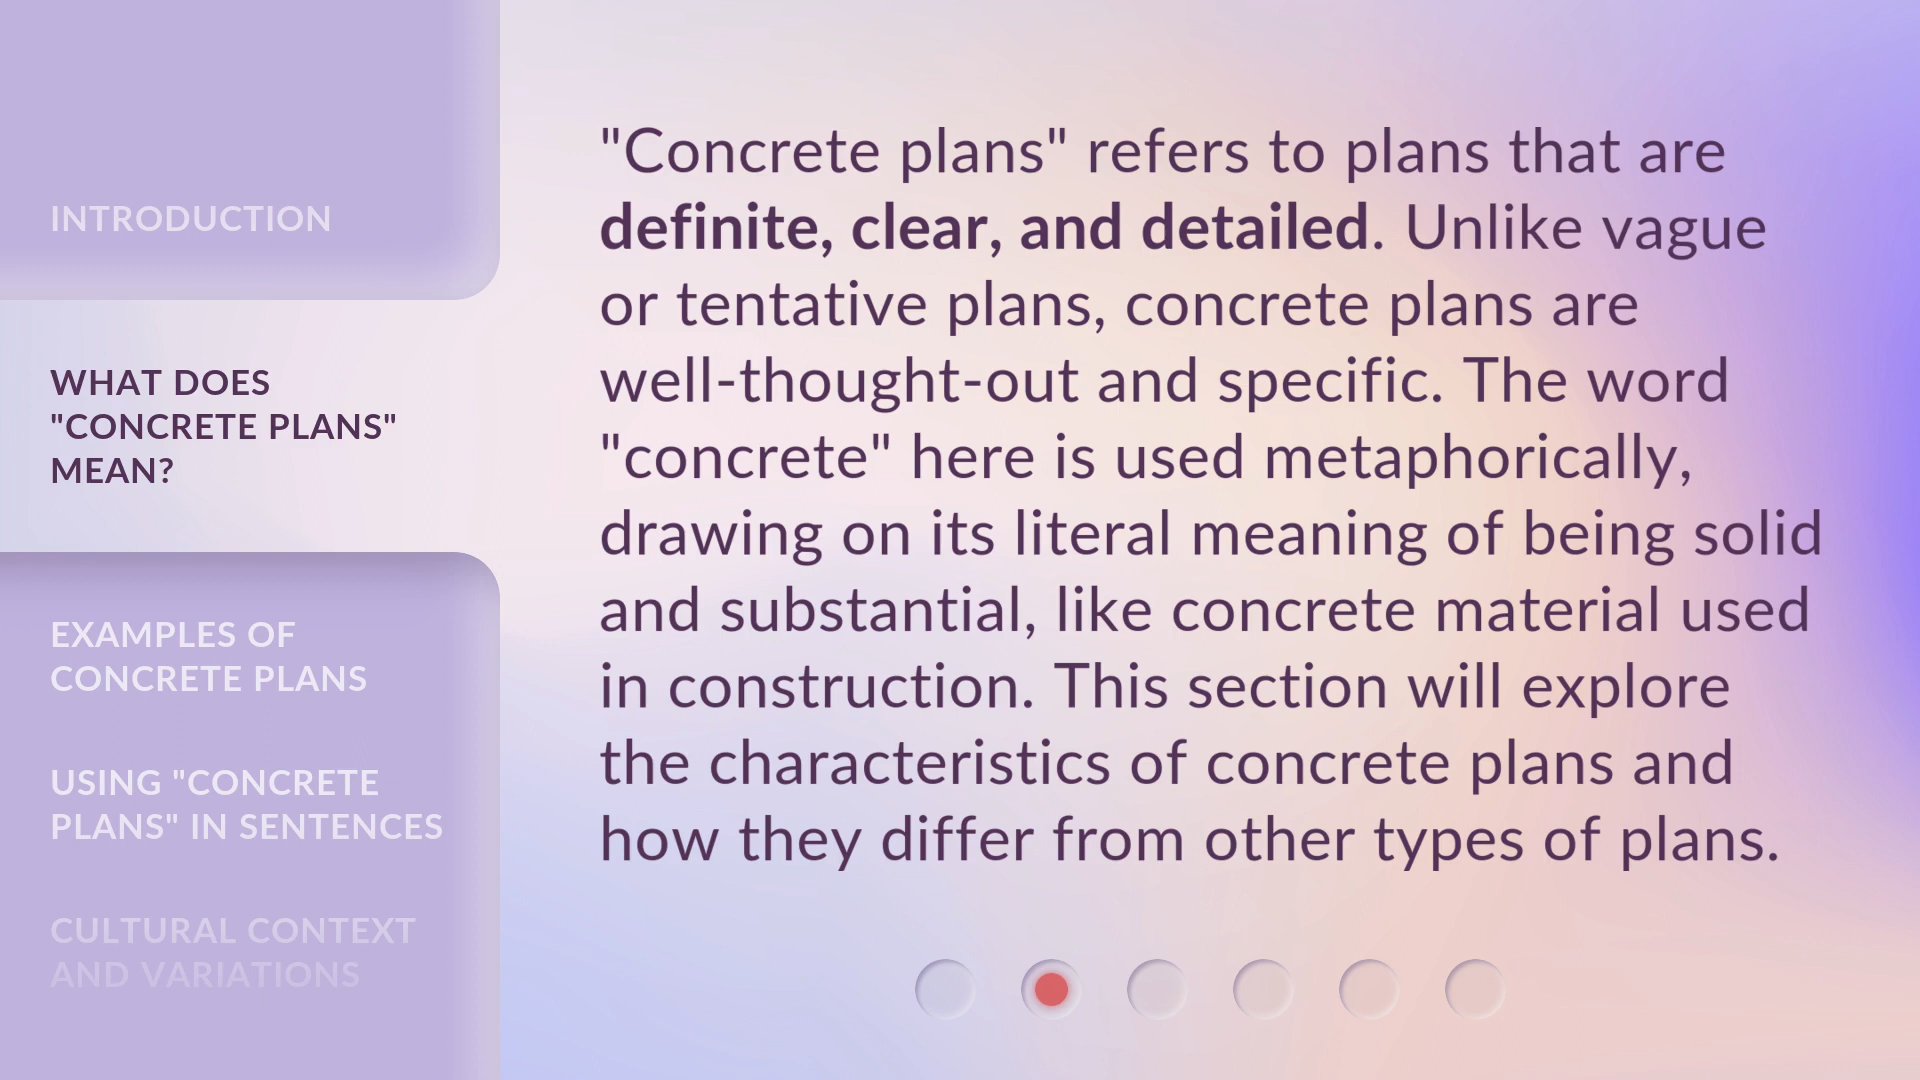 INTRODUCTION
WHAT DOES
"CONCRETE PLANS"
MEAN?
EXAMPLES OF
CONCRETE PLANS
USING "CONCRETE
PLANS" IN SENTENCES
CULTURAL CONTEXT
AND VARIATIONS
"Concrete plans" refers to plans that are
definite, clear, and detailed. Unlike vague
or tentative plans, concrete plans are
well-thought-out and specific. The word
"concrete" here is used metaphorically,
drawing on its literal meaning of being solid
and substantial, like concrete material used
in construction. This section will explore
the characteristics of concrete plans and
how they differ from other types of plans.